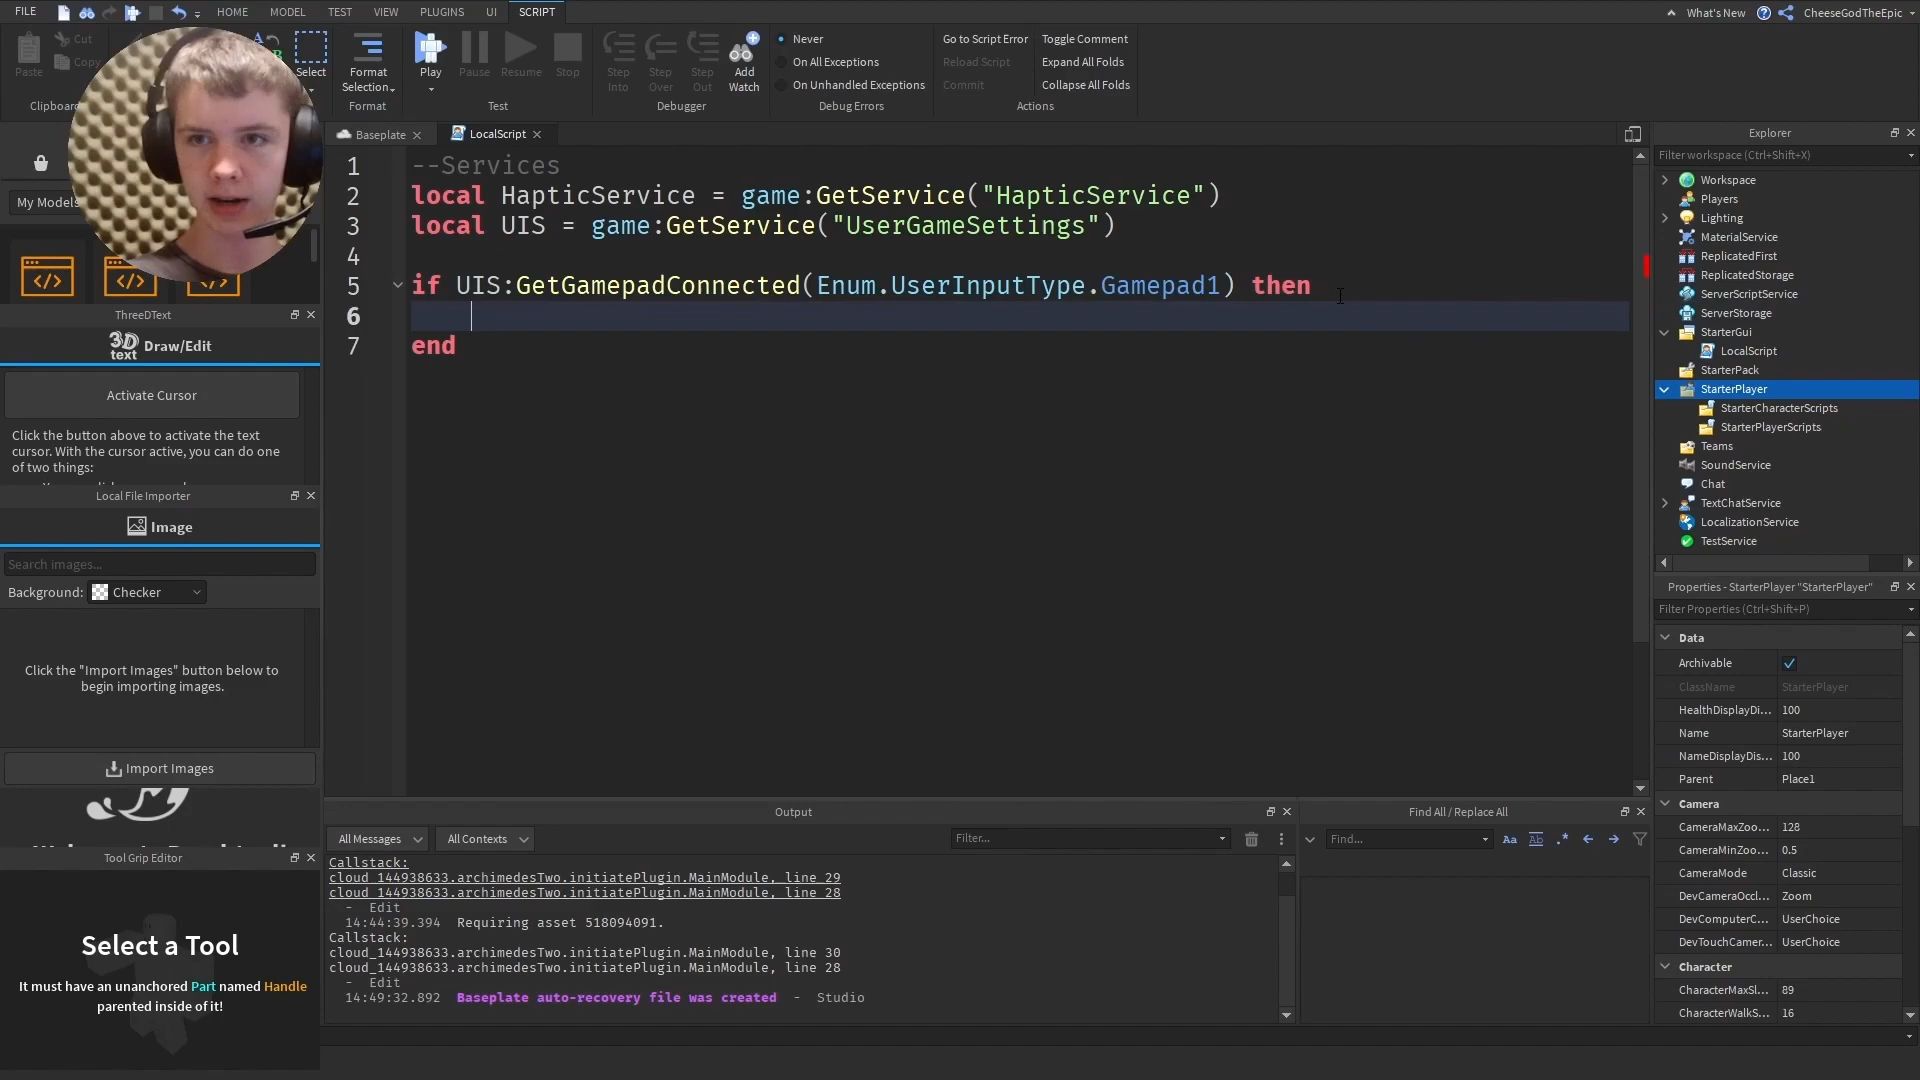 FILE
HOME
MODEL
TEST
VIEW
PLUGINS
UI
SCRIPT
What's New
CheeseGodTheEpic
Paste
Cut
Copy
Clipboard
Select
Format
Selection
Format
Play
Pause
Resume
Stop
Test
Step
Into
Step
Over
Step
Out
Add
Watch
Debugger
Never
On All Exceptions
On Unhandled Exceptions
Debug Errors
Go to Script Error
Reload Script
Commit
Toggle Comment
Expand All Folds
Collapse All Folds
Actions
Baseplate
LocalScript
My Models
1 --Services
2 local HapticService = game:GetService("HapticService")
3 local UIS = game:GetService("UserGameSettings")
4
5 if UIS:GetGamepadConnected(Enum.UserInputType.Gamepad1) then
6
7 end
ThreeDText
3D text Draw/Edit
Activate Cursor
Click the button above to activate the text
cursor. With the cursor active, you can do one
of two things:
Local File Importer
Image
Search images...
Background: Checker
Click the "Import Images" button below to
begin importing images.
Import Images
Tool Grip Editor
Select a Tool
It must have an unanchored Part named Handle
parented inside of it!
Output
All Messages
All Contexts
Filter...
Callstack:
cloud_144938633.archimedesTwo.initiatePlugin.MainModule, line 29
cloud_144938633.archimedesTwo.initiatePlugin.MainModule, line 28
- Edit
14:44:39.394 Requiring asset 518094091.
Callstack:
cloud_144938633.archimedesTwo.initiatePlugin.MainModule, line 30
cloud_144938633.archimedesTwo.initiatePlugin.MainModule, line 28
- Edit
14:49:32.892 Baseplate auto-recovery file was created - Studio
Find All / Replace All
Find...
Aa
Ab
.*
Explorer
Filter workspace (Ctrl+Shift+X)
Workspace
Players
Lighting
MaterialService
ReplicatedFirst
ReplicatedStorage
ServerScriptService
ServerStorage
StarterGui
LocalScript
StarterPack
StarterPlayer
StarterCharacterScripts
StarterPlayerScripts
Teams
SoundService
Chat
TextChatService
LocalizationService
TestService
Properties - StarterPlayer "StarterPlayer"
Filter Properties (Ctrl+Shift+P)
Data
Archivable
ClassName StarterPlayer
HealthDisplayDi... 100
Name StarterPlayer
NameDisplayDis... 100
Parent Place1
Camera
CameraMaxZoo... 128
CameraMinZoo... 0.5
CameraMode Classic
DevCameraOccl... Zoom
DevComputerC... UserChoice
DevTouchCamer... UserChoice
Character
CharacterMaxSl... 89
CharacterWalkS... 16